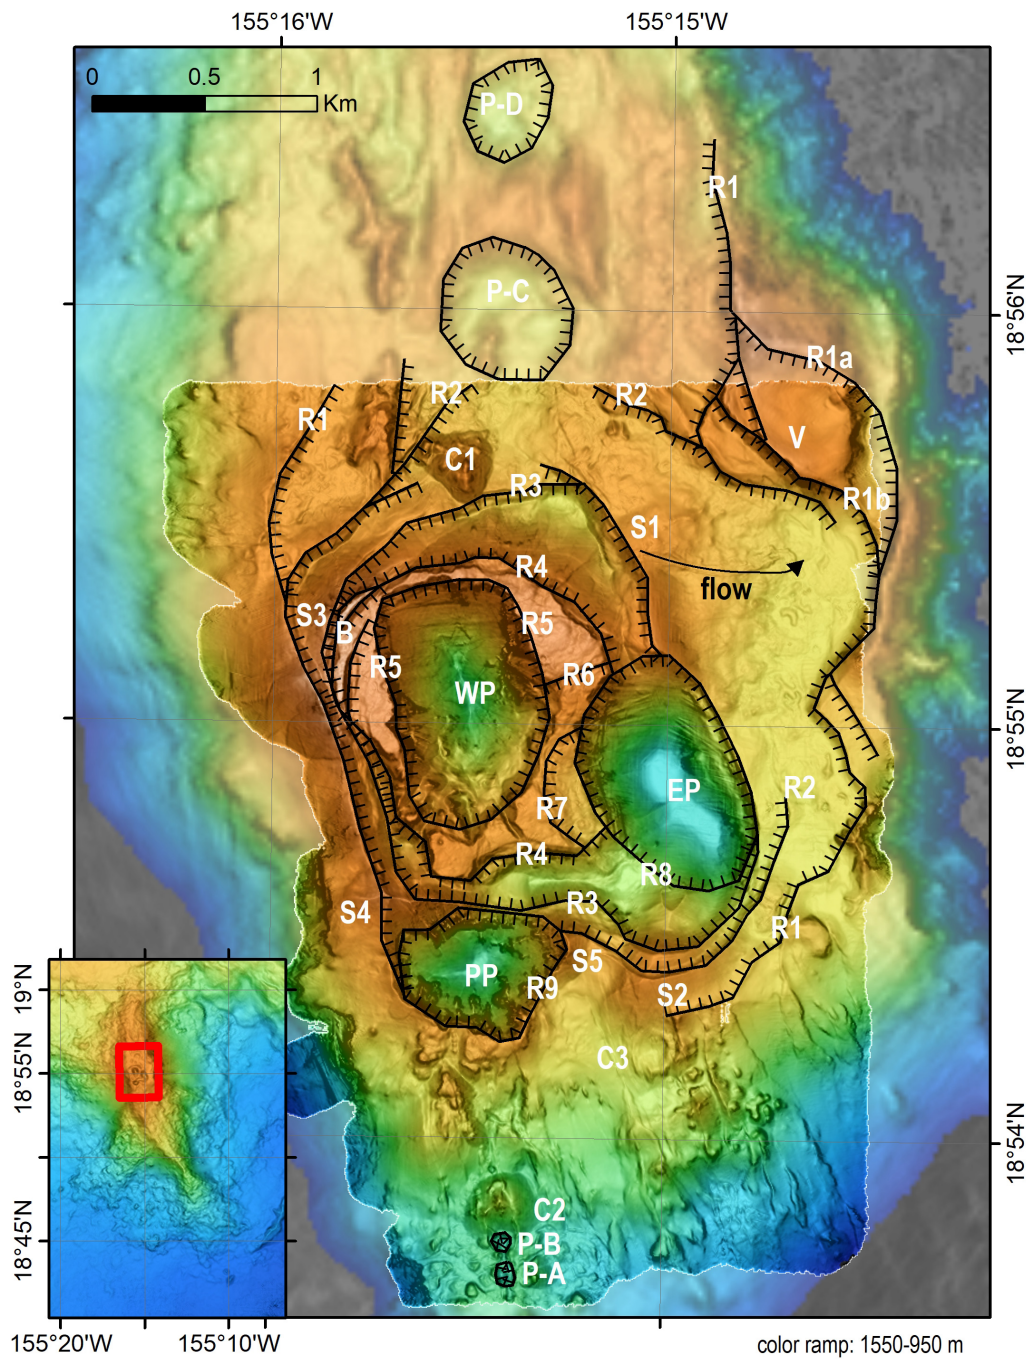 155°16'W 155°15'W
0 0.5 1
Km
P-D
R1
P-C
18°56'N
R1a
R2 R2
R1
V
C1
R3
R1b
S1
R4
flow
S3
B
R5
R5
R6
WP
18°55'N
EP
R2
R7
R4
R8
R3
S4
R1
S5
PP
R9
S2
C3
19°N
18°55'N
18°54'N
C2
P-B
18°45'N
P-A
155°20'W 155°10'W
color ramp: 1550-950 m